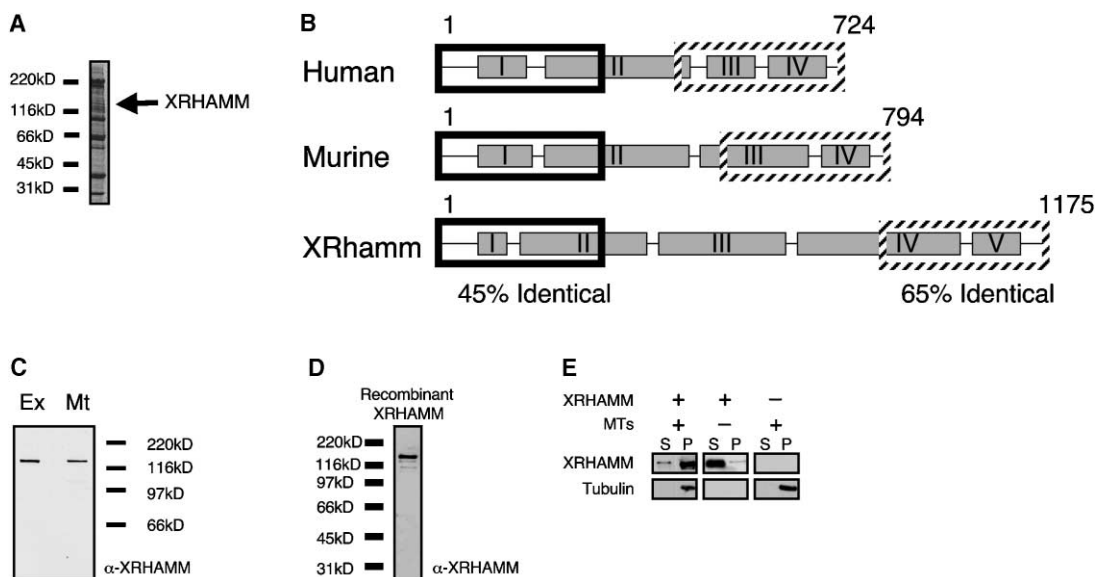 A
220kD
116kD
66kD
45kD
31kD
XRHAMM
B
1 724
Human I II III IV
1 794
Murine I II III IV
1 1175
XRhamm I II III IV V
45% Identical 65% Identical
C
Ex Mt
220kD
116kD
97kD
66kD
α-XRHAMM
D
Recombinant
XRHAMM
220kD
116kD
97kD
66kD
45kD
31kD
α-XRHAMM
E
XRHAMM + + −
MTs + − +
S P S P S P
XRHAMM
Tubulin